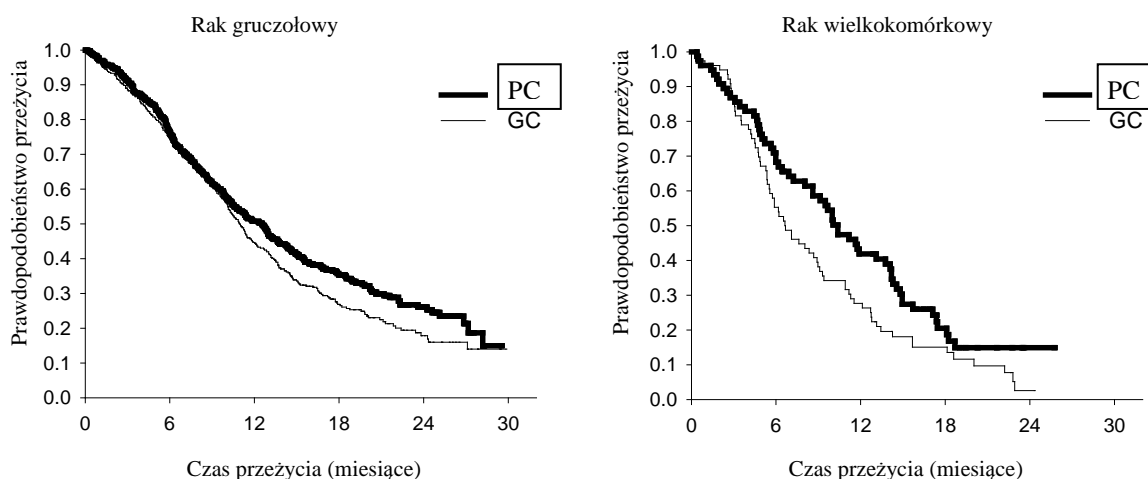 Rak gruczołowy
Prawdopodobieństwo przeżycia
1.0
0.9
0.8
0.7
0.6
0.5
0.4
0.3
0.2
0.1
0.0
0 6 12 18 24 30
Czas przeżycia (miesiące)
PC
GC
Rak wielkokomórkowy
Prawdopodobieństwo przeżycia
1.0
0.9
0.8
0.7
0.6
0.5
0.4
0.3
0.2
0.1
0.0
0 6 12 18 24 30
Czas przeżycia (miesiące)
PC
GC